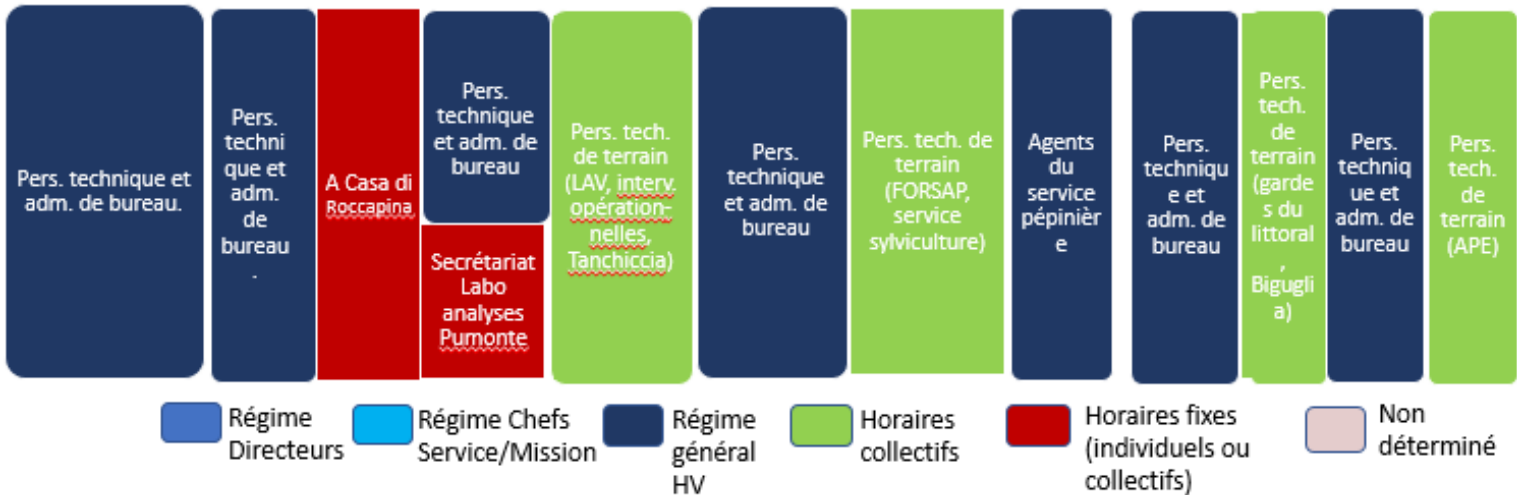 Pers. technique et
adm. de bureau.
Pers.
techni
que et
adm.
de
bureau
.
A Casa di
Roccapina
Pers.
technique
et adm. de
bureau
Secrétariat
Labo
analyses
Pumonte
Pers. tech.
de terrain
(LAV, interv.
opération-
nelles,
Tanchiccia)
Pers.
technique
et adm. de
bureau
Pers. tech. de
terrain
(FORSAP,
service
sylviculture)
Agents
du
service
pépinièr
e
Pers.
techniqu
e et
adm. de
bureau
Pers.
tech.
de
terrain
(garde
s du
littoral
,
Bigugli
a)
Pers.
techniq
ue et
adm. de
bureau
Pers.
tech.
de
terrain
(APE)
Régime
Directeurs
Régime Chefs
Service/Mission
Régime
général
HV
Horaires
collectifs
Horaires fixes
(individuels ou
collectifs)
Non
déterminé